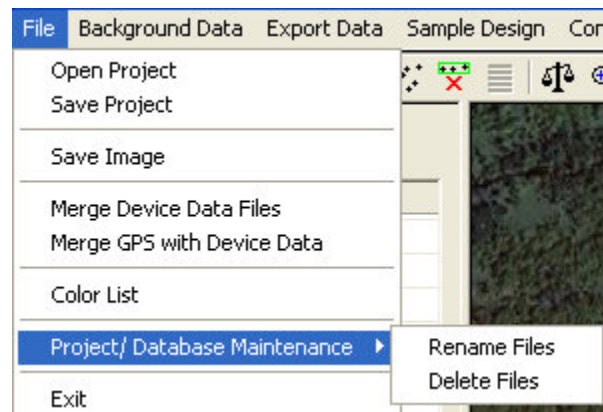 File Background Data Export Data Sample Design
Open Project
Save Project
Save Image
Merge Device Data Files
Merge GPS with Device Data
Color List
Project/ Database Maintenance
Rename Files
Delete Files
Exit